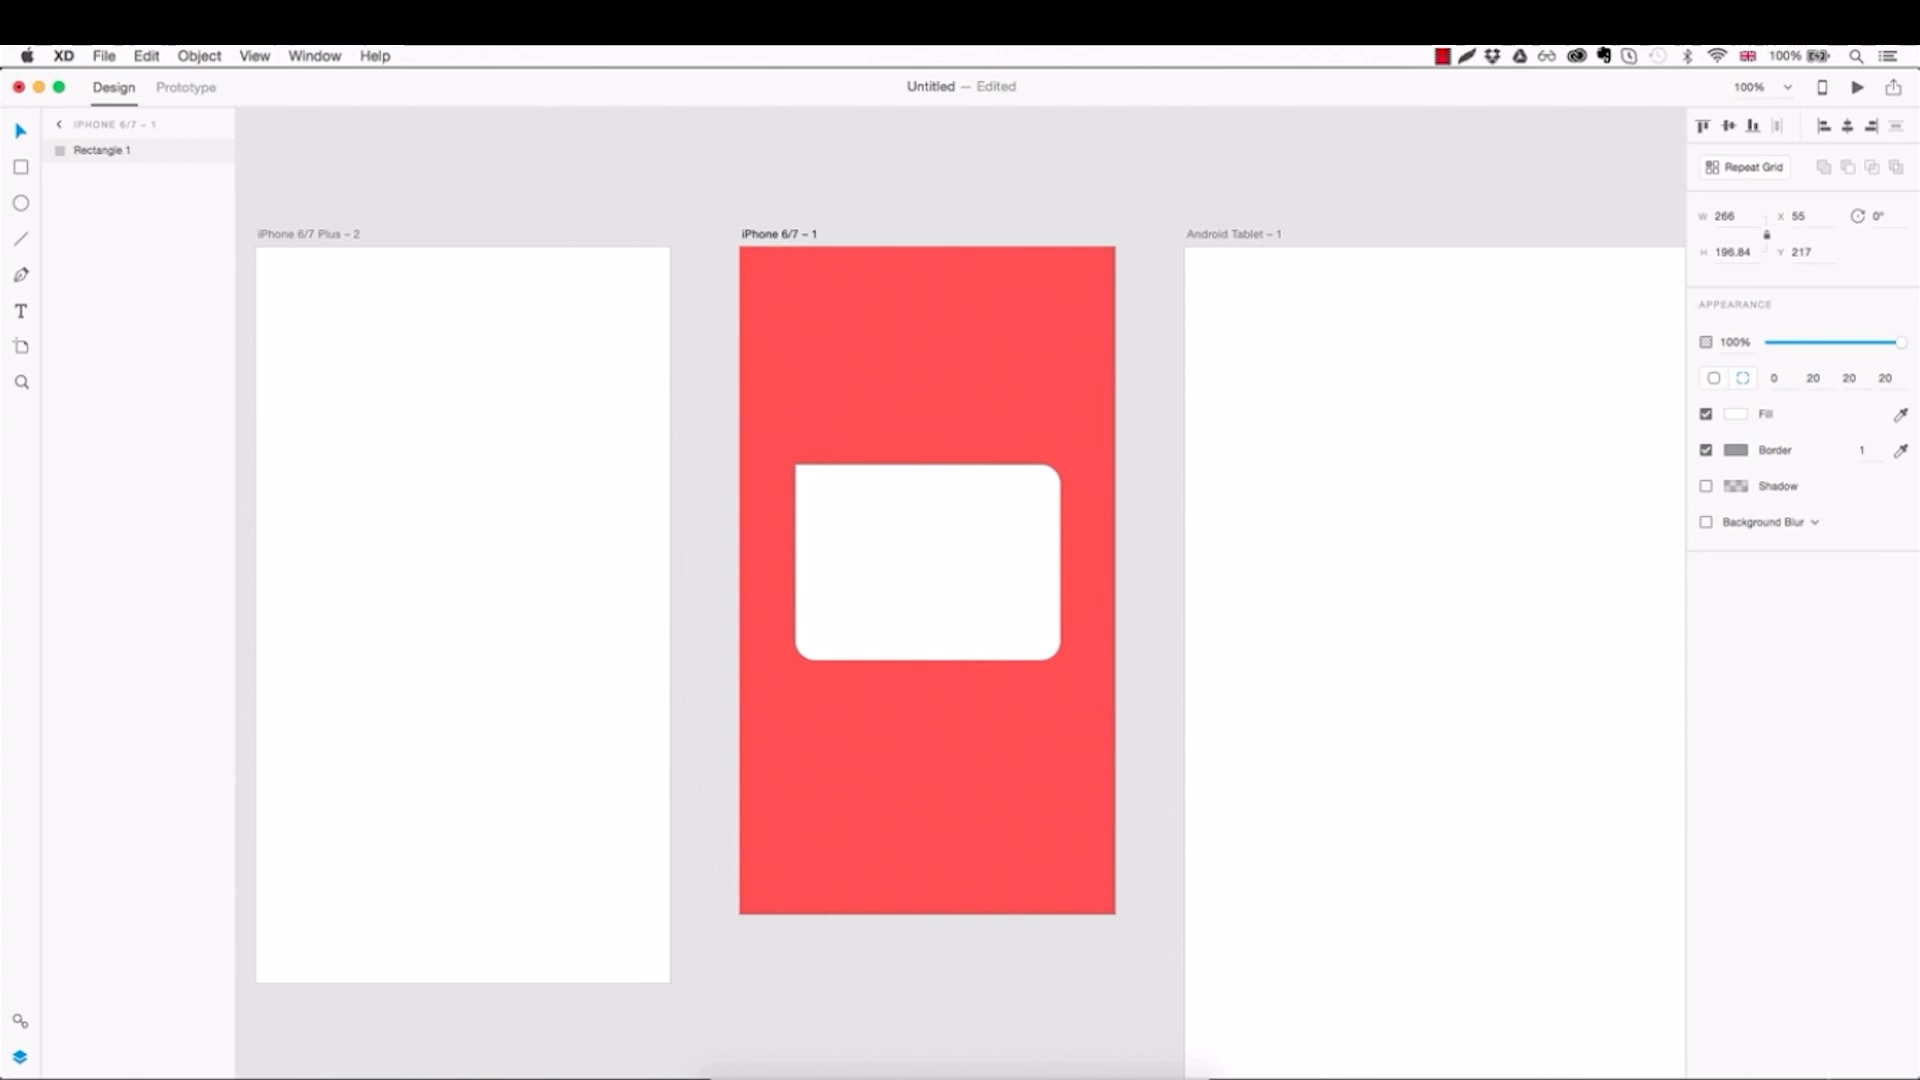 XD File Edit Object View Window Help 100%
Design Prototype Untitled — Edited 100%
IPHONE 6/7 – 1
Rectangle 1
Repeat Grid
iPhone 6/7 Plus – 2 iPhone 6/7 – 1 Android Tablet – 1
W 266 X 55 0°
H 196.84 Y 217
APPEARANCE
100%
0 20 20 20
Fill
Border 1
Shadow
Background Blur